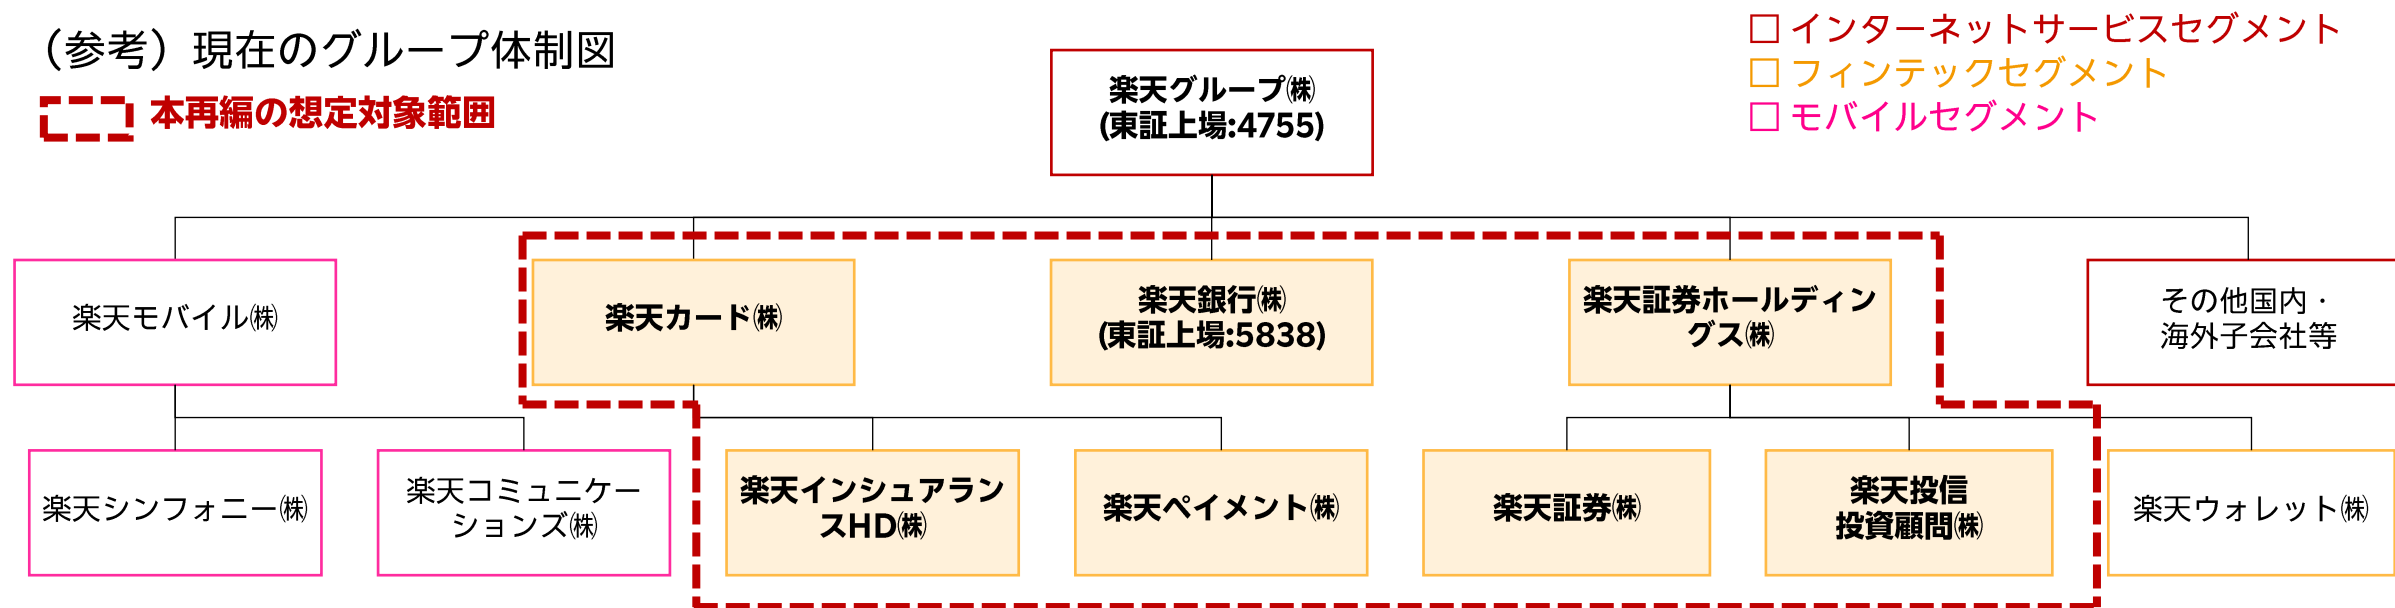 （参考）現在のグループ体制図
本再編の想定対象範囲
□ インターネットサービスセグメント
□ フィンテックセグメント
□ モバイルセグメント
楽天グループ㈱
(東証上場:4755)
楽天モバイル㈱
楽天カード㈱
楽天銀行㈱
(東証上場:5838)
楽天証券ホールディン
グス㈱
その他国内・
海外子会社等
楽天シンフォニー㈱
楽天コミュニケー
ションズ㈱
楽天インシュアラン
スHD㈱
楽天ペイメント㈱
楽天証券㈱
楽天投信
投資顧問㈱
楽天ウォレット㈱